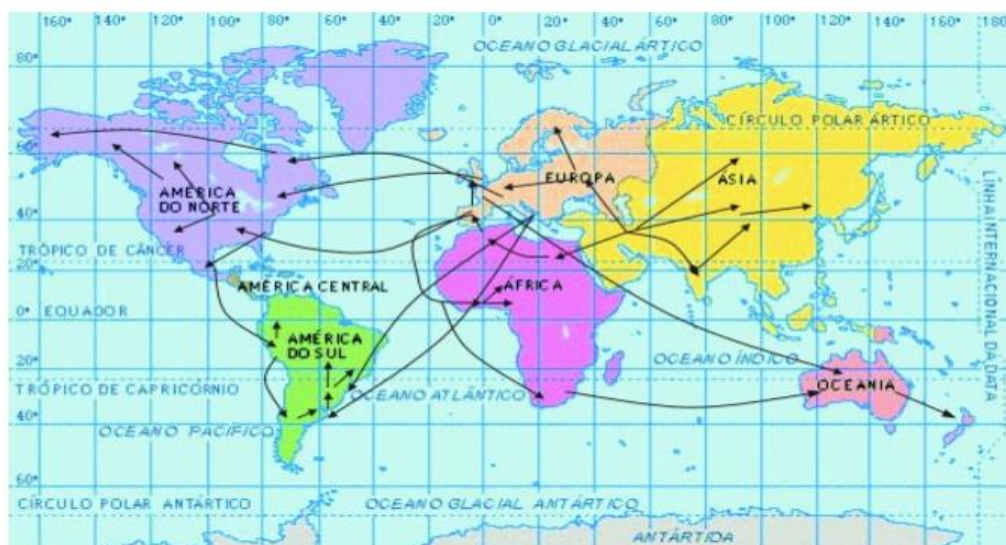 160° 140° 120° 100° 80° 60° 40° 20° 0° 20° 40° 60° 80° 100° 120° 140° 160° 180°
OCEANO GLACIAL ÁRTICO
80°
CÍRCULO POLAR ÁRTICO
60°
EUROPA
ÁSIA
AMÉRICA
DO NORTE
40°
TRÓPICO DE CÂNCER
20°
AMÉRICA CENTRAL
ÁFRICA
0° EQUADOR
AMÉRICA
DO SUL
OCEANO ÍNDICO
20°
TRÓPICO DE CAPRICÓRNIO
OCEANO ATLÂNTICO
OCEANIA
40°
OCEANO PACÍFICO
LINHA INTERNACIONAL DA DATA
60°
CÍRCULO POLAR ANTÁRTICO
OCEANO GLACIAL ANTÁRTICO
ANTÁRTIDA